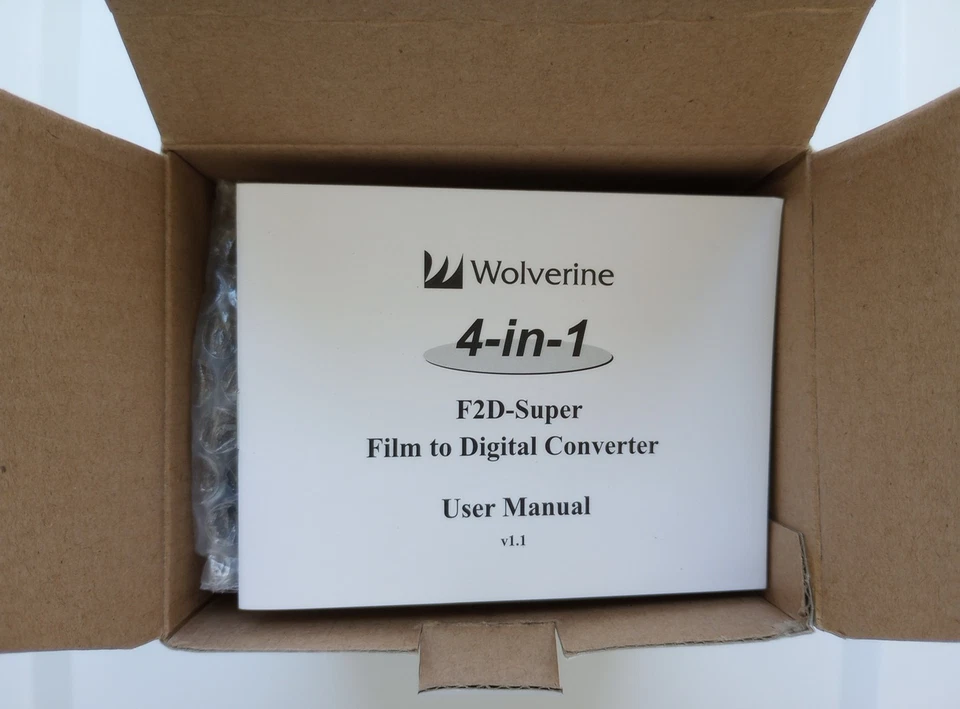 Wolverine
4-in-1
F2D-Super
Film to Digital Converter
User Manual
v1.1